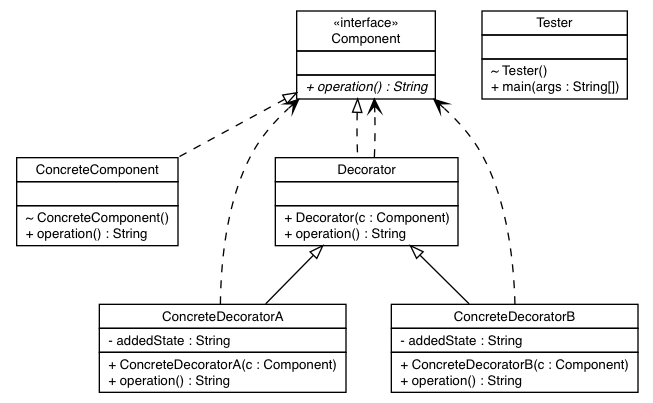 «interface»
Component
+ operation() : String
Tester
~ Tester()
+ main(args : String[])
ConcreteComponent
~ ConcreteComponent()
+ operation() : String
Decorator
+ Decorator(c : Component)
+ operation() : String
ConcreteDecoratorA
- addedState : String
+ ConcreteDecoratorA(c : Component)
+ operation() : String
ConcreteDecoratorB
- addedState : String
+ ConcreteDecoratorB(c : Component)
+ operation() : String